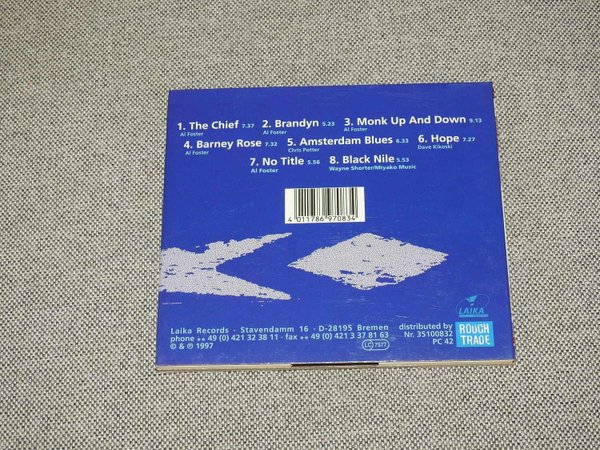 1. The Chief 7.37 2. Brandyn 5.23 3. Monk Up And Down 9.13
Al Foster Al Foster Al Foster
4. Barney Rose 7.32 5. Amsterdam Blues 6.33 6. Hope 7.27
Al Foster Chris Potter Dave Kikoski
7. No Title 5.56 8. Black Nile 5.53
Al Foster Wayne Shorter/Miyako Music
4 011786 970834
LAIKA
Laika Records · Stavendamm 16 · D-28195 Bremen
phone ** 49 (0) 421 32 38 11 · fax ** 49 (0) 421 3 37 81 63
© & ℗ 1997
LC 7577
distributed by
Nr. 35100832
PC 42
ROUGH
TRADE